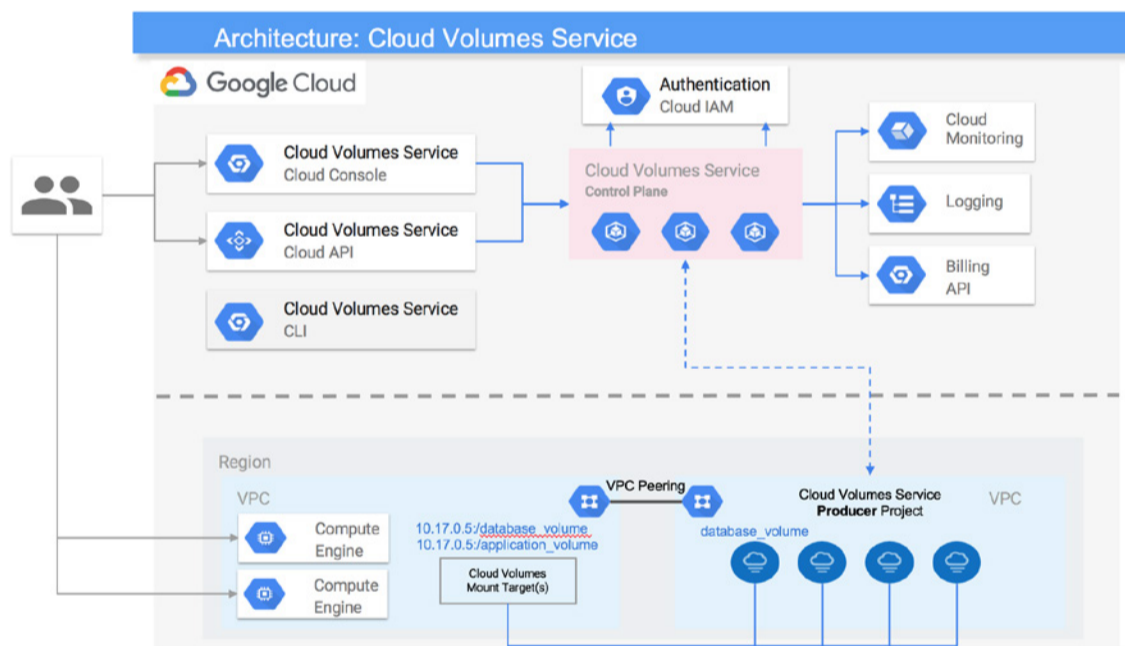 Architecture: Cloud Volumes Service
Google Cloud
Authentication
Cloud IAM
Cloud Volumes Service
Cloud Console
Cloud Volumes Service
Cloud API
Cloud Volumes Service
CLI
Cloud Volumes Service
Control Plane
Cloud
Monitoring
Logging
Billing
API
Region
VPC
Compute
Engine
Compute
Engine
10.17.0.5:/database_volume
10.17.0.5:/application_volume
Cloud Volumes
Mount Target(s)
VPC Peering
Cloud Volumes Service
Producer Project
VPC
database_volume